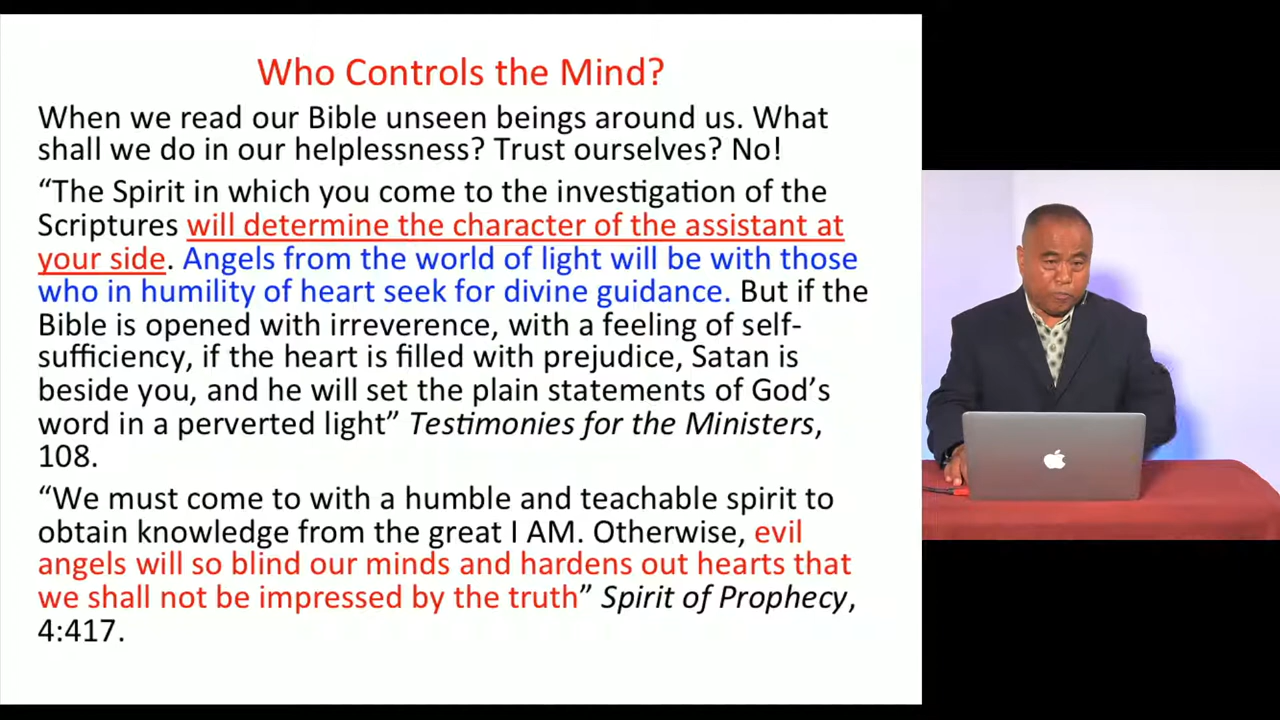 Who Controls the Mind?
When we read our Bible unseen beings around us. What
shall we do in our helplessness? Trust ourselves? No!
“The Spirit in which you come to the investigation of the
Scriptures will determine the character of the assistant at
your side. Angels from the world of light will be with those
who in humility of heart seek for divine guidance. But if the
Bible is opened with irreverence, with a feeling of self-
sufficiency, if the heart is filled with prejudice, Satan is
beside you, and he will set the plain statements of God’s
word in a perverted light” Testimonies for the Ministers,
108.
“We must come to with a humble and teachable spirit to
obtain knowledge from the great I AM. Otherwise, evil
angels will so blind our minds and hardens out hearts that
we shall not be impressed by the truth” Spirit of Prophecy,
4:417.